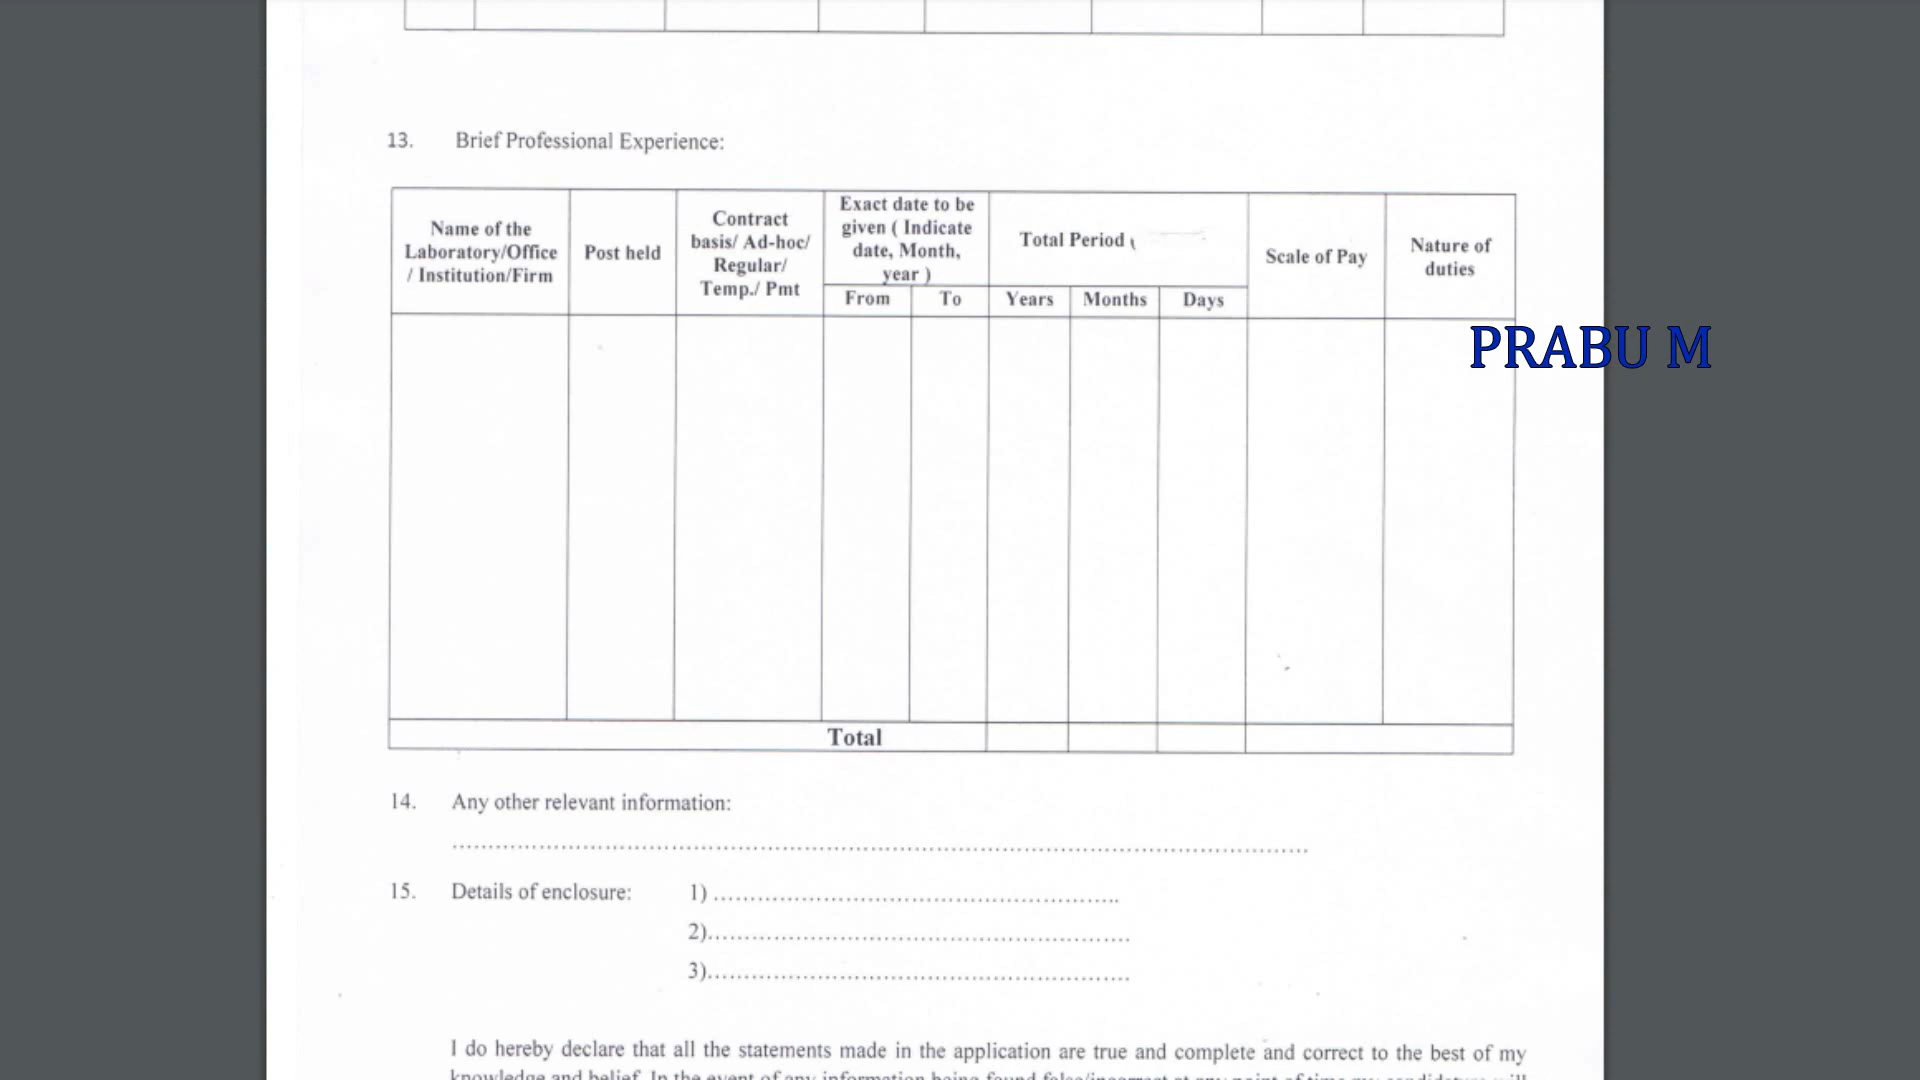 13. Brief Professional Experience:
Name of the
Laboratory/Office
/ Institution/Firm
Post held
Contract
basis/ Ad-hoc/
Regular/
Temp./ Pmt
Exact date to be
given ( Indicate
date, Month,
year )
From
To
Total Period (
Years
Months
Days
Scale of Pay
Nature of
duties
PRABU M
Total
14. Any other relevant information:
15. Details of enclosure: 1)
2)
3)
I do hereby declare that all the statements made in the application are true and complete and correct to the best of my
knowledge and belief. In the event of any information being found false/incorrect at any point of time my candidature will